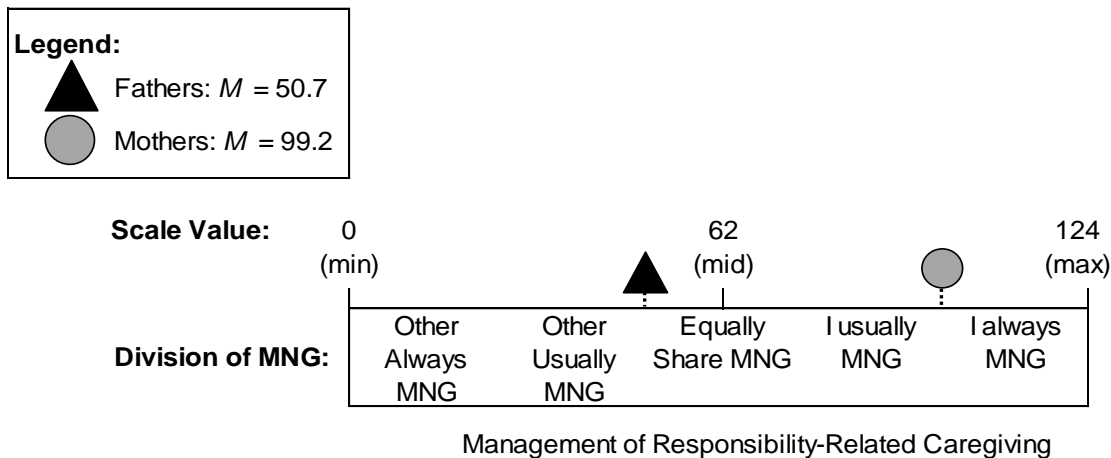 Legend:
Fathers: M = 50.7
Mothers: M = 99.2
Scale Value: 0 62 124
(min) (mid) (max)
Other Other Equally I usually I always
Division of MNG: Always Usually Share MNG MNG MNG
MNG MNG
Management of Responsibility-Related Caregiving